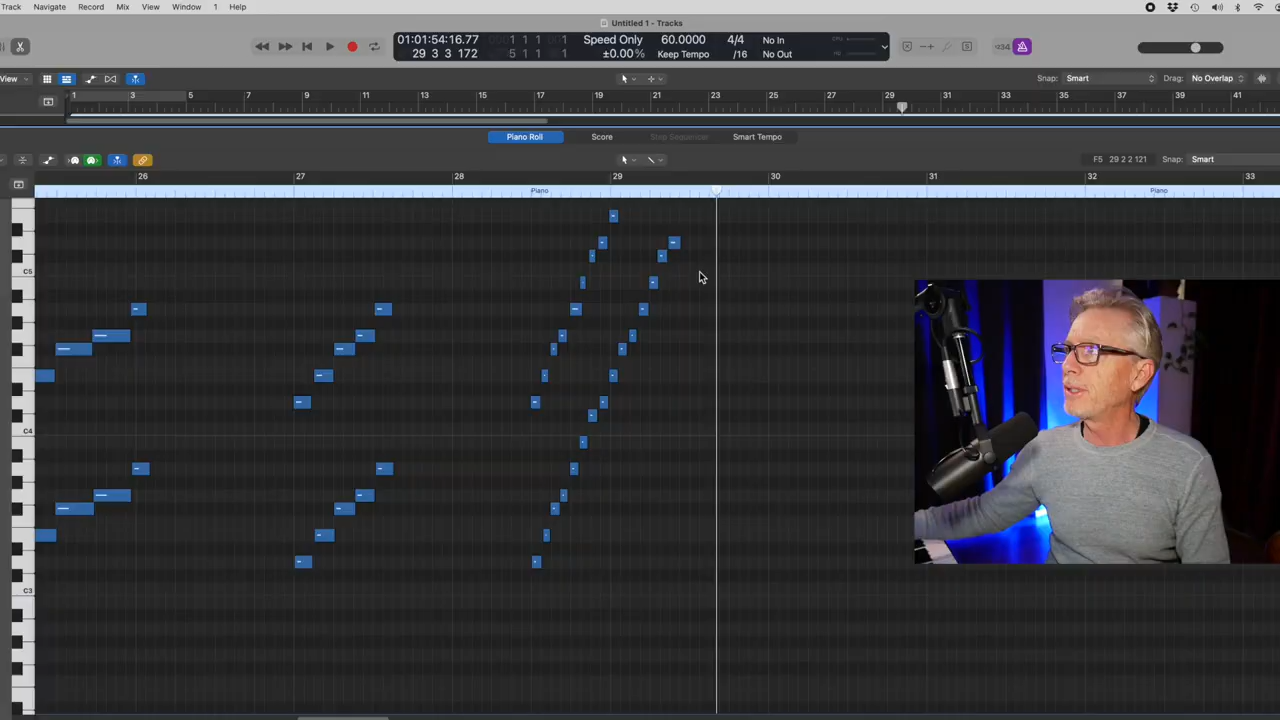 Track Navigate Record Mix View Window 1 Help
Untitled 1 - Tracks
01:01:54:16.77 1 1 1 1 Speed Only 60.0000 4/4 No In
29 3 3 172 5 1 1 1 ±0.00% Keep Tempo /16 No Out
1234
View Snap: Smart Drag: No Overlap
1 3 5 7 9 11 13 15 17 19 21 23 25 27 29 31 33 35 37 39 41
Piano Roll Score Step Sequencer Smart Tempo
F5 29 2 2 121 Snap: Smart
26 27 28 29 30 31 32 33
Piano Piano
C5
C4
C3